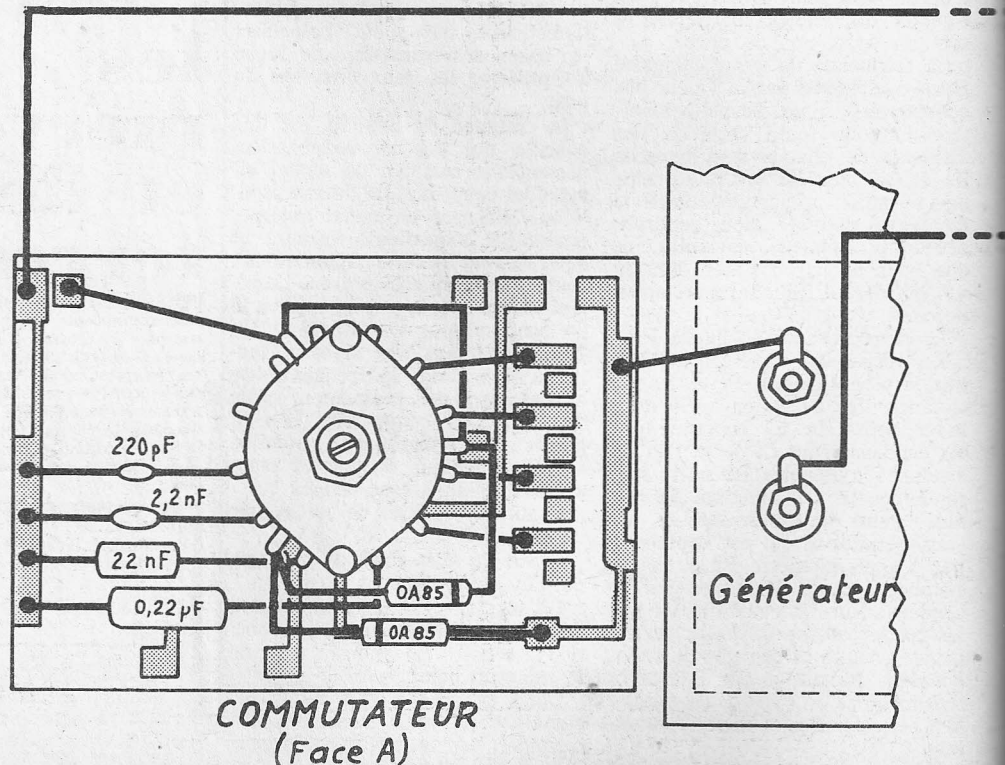 220pF
2,2nF
22 nF
0,22µF
OA85
OA85
Générateur
COMMUTATEUR
(Face A)